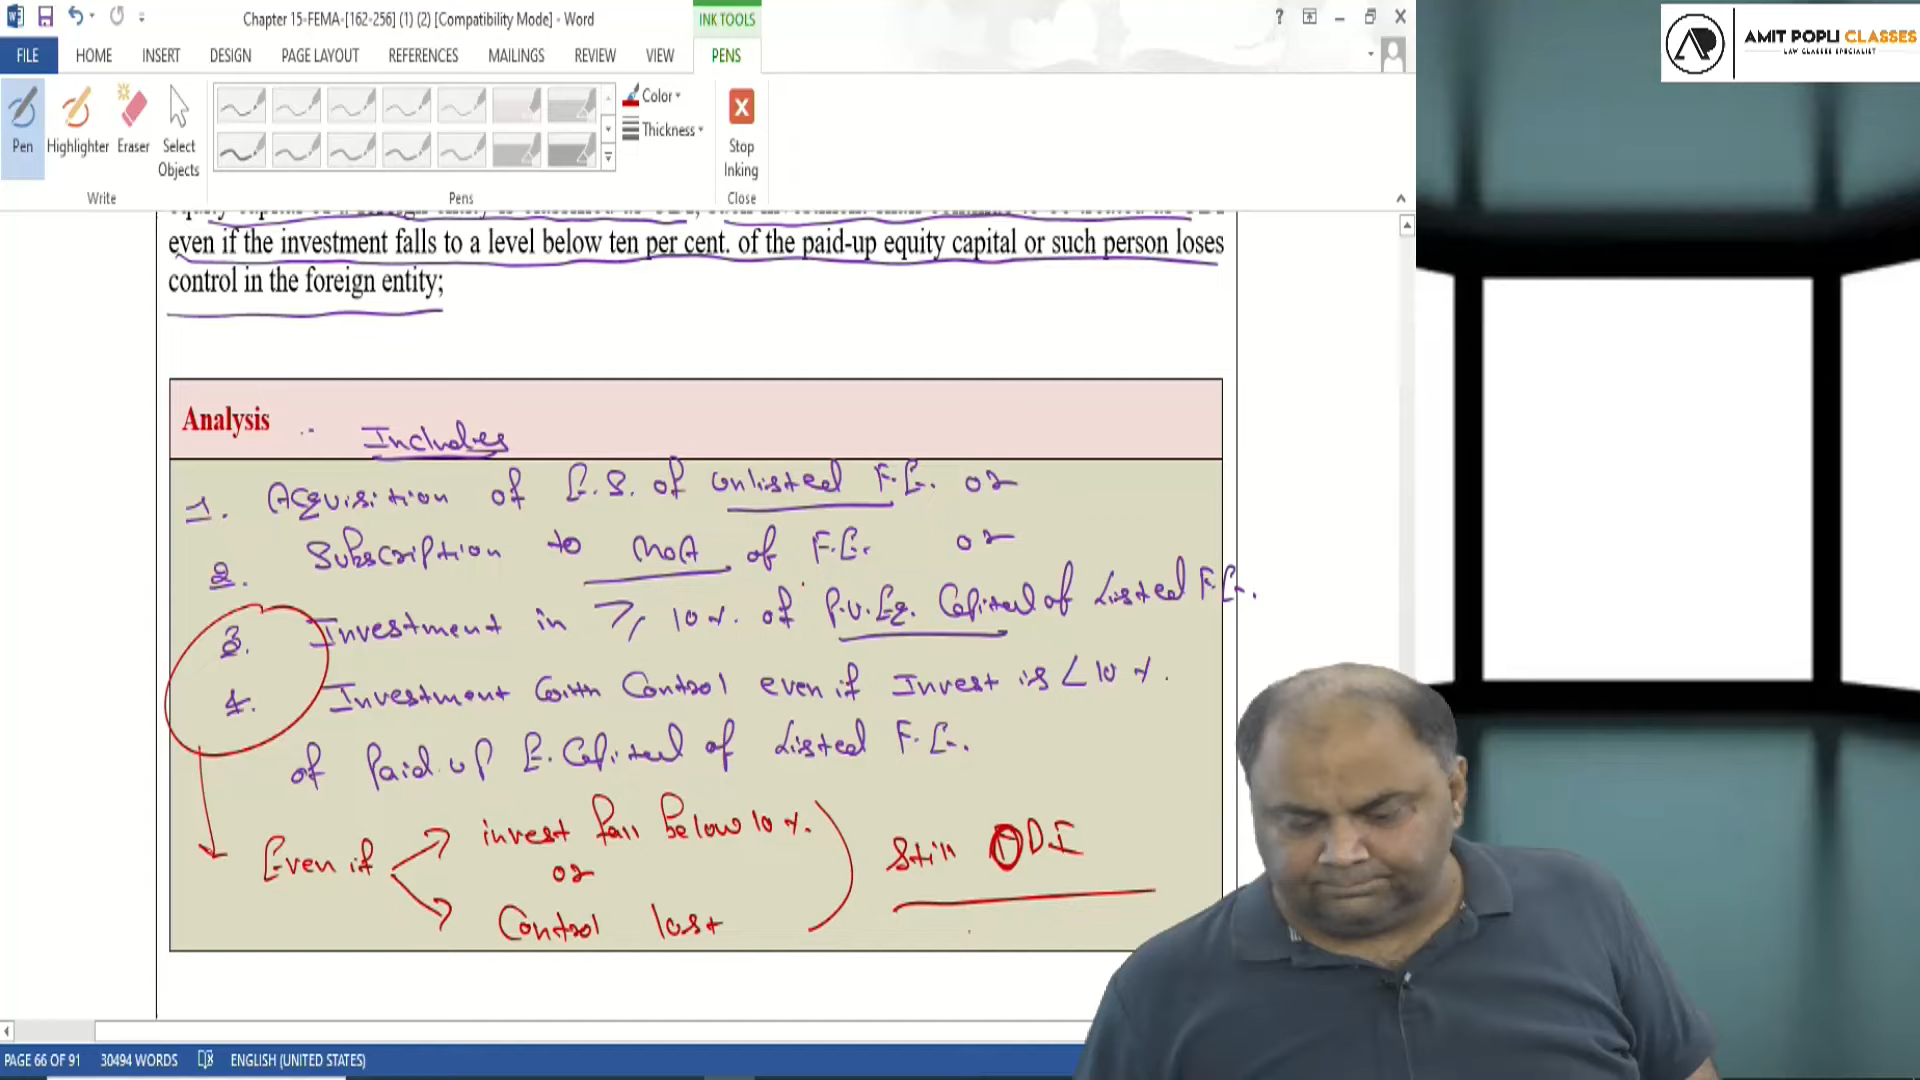 Chapter 15-FEMA-[162-256] (1) (2) [Compatibility Mode] - Word
INK TOOLS
FILE HOME INSERT DESIGN PAGE LAYOUT REFERENCES MAILINGS REVIEW VIEW PENS
AMIT POPLI CLASSES
LAW CLASSES SPECIALIST
Pen Highlighter Eraser Select Objects
Color
Thickness
Stop Inking
Write Pens Close
even if the investment falls to a level below ten per cent. of the paid-up equity capital or such person loses
control in the foreign entity;
Analysis Includes
1. Acquisition of E.S. of Unlisted F.E. or
2. Subscription to MOA of F.E. or
3. Investment in ≥ 10%. of P.U. Eq. Capital of Listed F.E.
4. Investment with Control even if Invest is < 10%.
of Paid up E. Capital of Listed F.E.
Even if → invest fall below 10%.
or
→ Control lost
Still ODI
PAGE 66 OF 91 30494 WORDS ENGLISH (UNITED STATES)